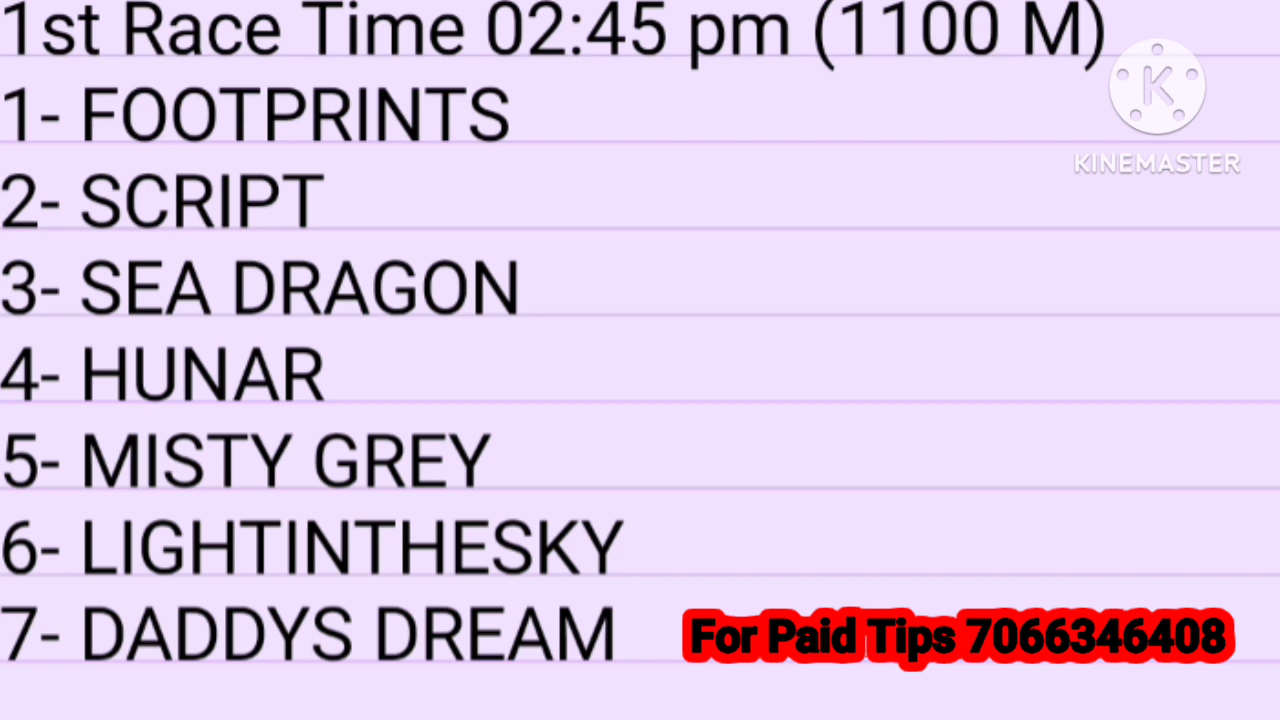 1st Race Time 02:45 pm (1100 M)
1- FOOTPRINTS
K
KINEMASTER
2- SCRIPT
3- SEA DRAGON
4- HUNAR
5- MISTY GREY
6- LIGHTINTHESKY
7- DADDYS DREAM
For Paid Tips 7066346408